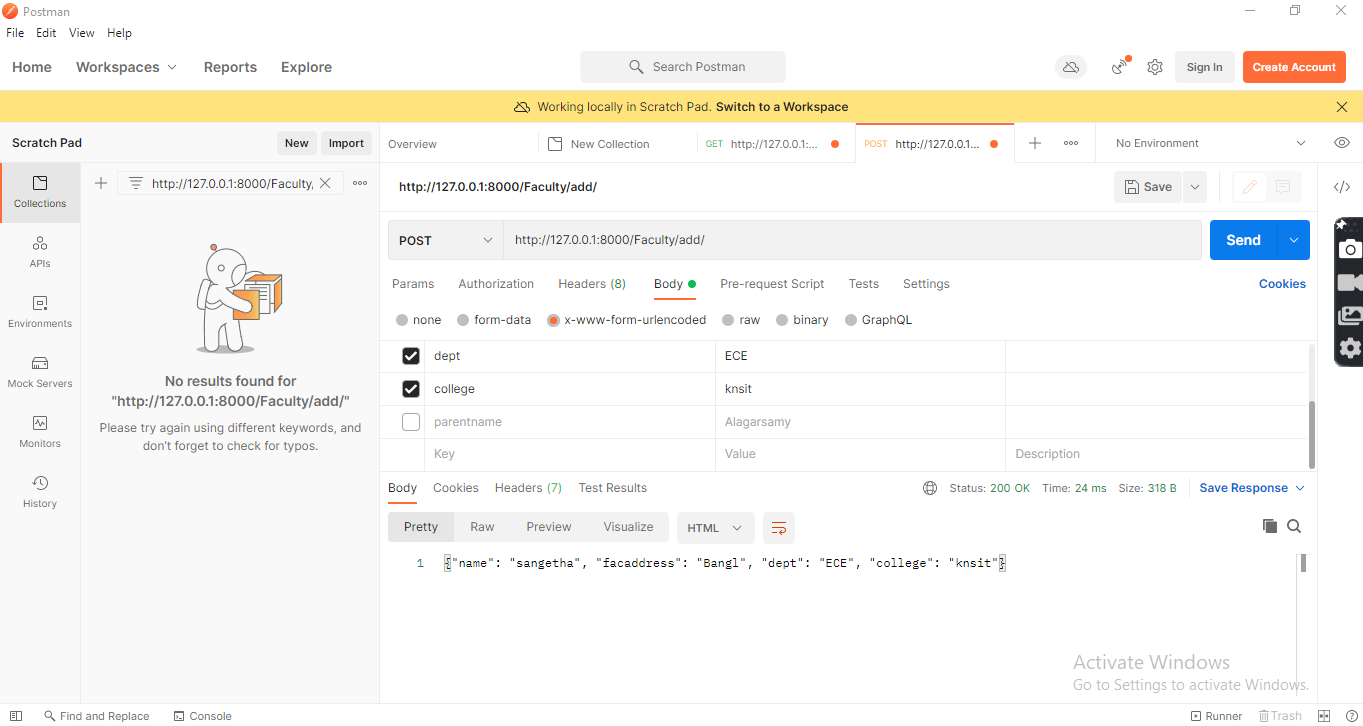 Postman
File Edit View Help
Home Workspaces Reports Explore Search Postman Sign In Create Account
Working locally in Scratch Pad. Switch to a Workspace
Scratch Pad New Import
Overview New Collection GET http://127.0.0.1:... POST http://127.0.0.1... No Environment
Collections
APIs
Environments
Mock Servers
Monitors
History
http://127.0.0.1:8000/Faculty,
No results found for
"http://127.0.0.1:8000/Faculty/add/"
Please try again using different keywords, and
don't forget to check for typos.
http://127.0.0.1:8000/Faculty/add/ Save
POST http://127.0.0.1:8000/Faculty/add/ Send
Params Authorization Headers (8) Body Pre-request Script Tests Settings Cookies
none form-data x-www-form-urlencoded raw binary GraphQL
dept ECE
college knsit
parentname Alagarsamy
Key Value Description
Body Cookies Headers (7) Test Results Status: 200 OK Time: 24 ms Size: 318 B Save Response
Pretty Raw Preview Visualize HTML
1 {"name": "sangetha", "facaddress": "Bangl", "dept": "ECE", "college": "knsit"}
Activate Windows
Go to Settings to activate Windows.
Find and Replace Console Runner Trash